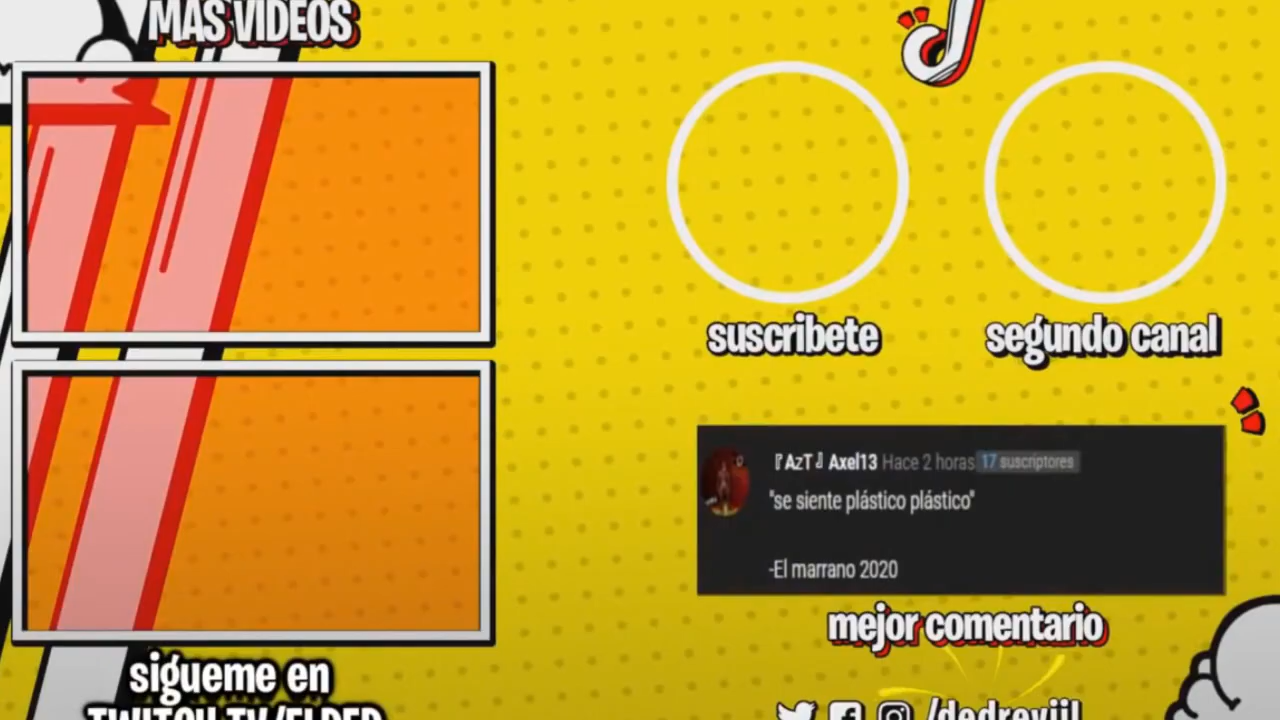 MAS VIDEOS
suscribete
segundo canal
『AzT』Axel13 Hace 2 horas 17 suscriptores
"se siente plástico plástico"
-El marrano 2020
mejor comentario
sigueme en